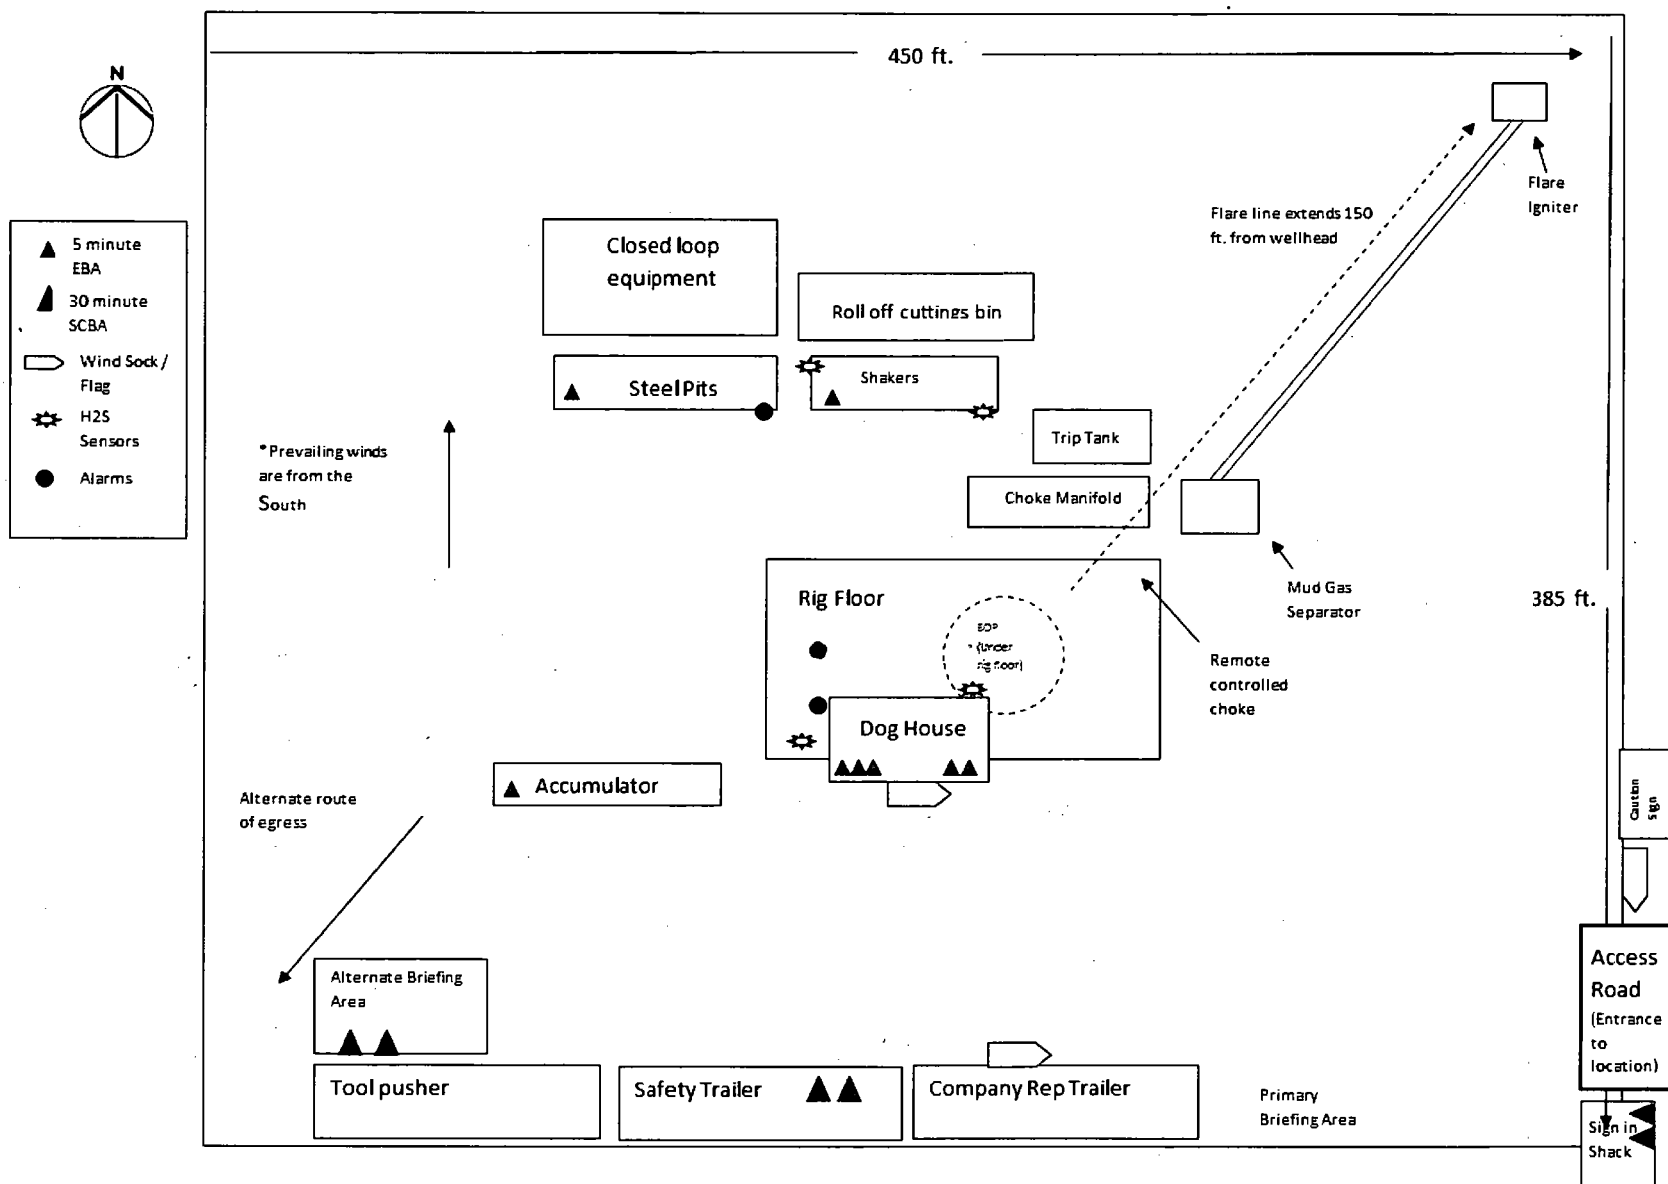 450 ft.
N
5 minute
EBA
30 minute
SCBA
Wind Sock /
Flag
H2S
Sensors
Alarms
Flare
Igniter
Flare line extends 150
ft. from wellhead
Closed loop
equipment
Roll off cuttings bin
Steel Pits
Shakers
Trip Tank
Choke Manifold
*Prevailing winds
are from the
South
Mud Gas
Separator
385 ft.
Rig Floor
BOP
(under
rig floor)
Remote
controlled
choke
Dog House
Accumulator
Alternate route
of egress
Caution
Sign
Access
Road
(Entrance
to
location)
Alternate Briefing
Area
Tool pusher
Safety Trailer
Company Rep Trailer
Primary
Briefing Area
Sign in
Shack